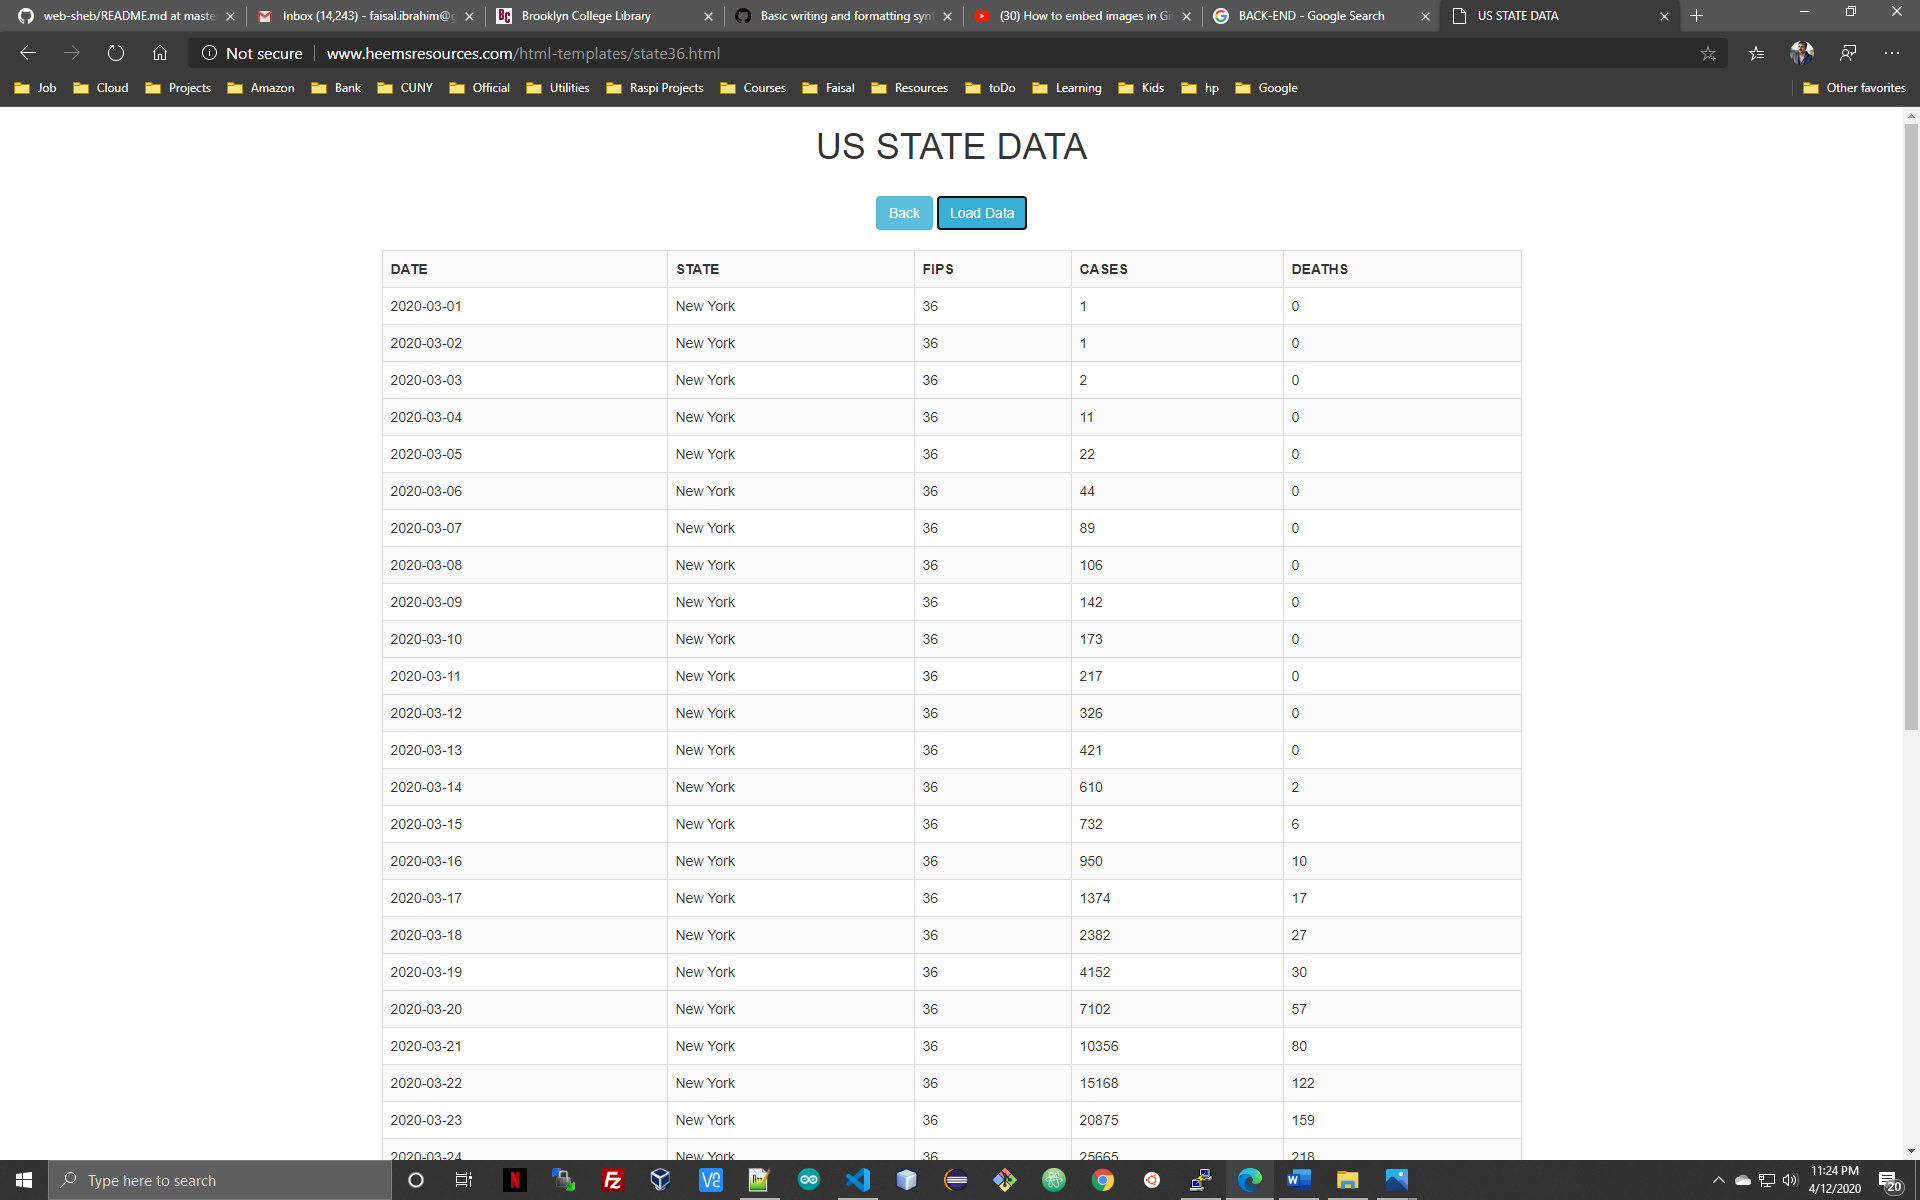 web-sheb/README.md at maste
Inbox (14,243) - faisal.ibrahim@g
Bc Brooklyn College Library
Basic writing and formatting syn
(30) How to embed images in Gi
BACK-END - Google Search
US STATE DATA
Not secure www.heemsresources.com/html-templates/state36.html
Job Cloud Projects Amazon Bank CUNY Official Utilities Raspi Projects Courses Faisal Resources toDo Learning Kids hp Google Other favorites
US STATE DATA
Back Load Data
DATE STATE FIPS CASES DEATHS
2020-03-01 New York 36 1 0
2020-03-02 New York 36 1 0
2020-03-03 New York 36 2 0
2020-03-04 New York 36 11 0
2020-03-05 New York 36 22 0
2020-03-06 New York 36 44 0
2020-03-07 New York 36 89 0
2020-03-08 New York 36 106 0
2020-03-09 New York 36 142 0
2020-03-10 New York 36 173 0
2020-03-11 New York 36 217 0
2020-03-12 New York 36 326 0
2020-03-13 New York 36 421 0
2020-03-14 New York 36 610 2
2020-03-15 New York 36 732 6
2020-03-16 New York 36 950 10
2020-03-17 New York 36 1374 17
2020-03-18 New York 36 2382 27
2020-03-19 New York 36 4152 30
2020-03-20 New York 36 7102 57
2020-03-21 New York 36 10356 80
2020-03-22 New York 36 15168 122
2020-03-23 New York 36 20875 159
2020-03-24 New York 36 25665 218
Type here to search
11:24 PM
4/12/2020
20